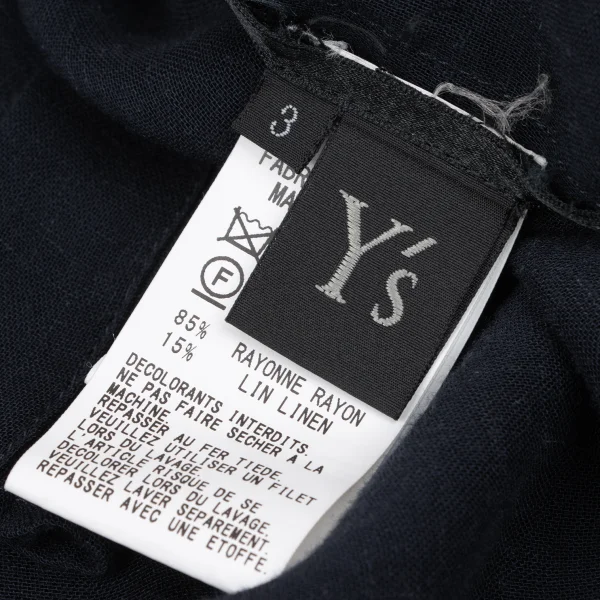 3
Y's
F
85% RAYONNE RAYON
15% LIN LINEN
DECOLORANTS INTERDITS.
NE PAS FAIRE SECHER A LA
MACHINE.
REPASSER AU FER TIEDE.
VEUILLEZ UTILISER UN FILET
LORS DU LAVAGE.
L'ARTICLE RISQUE DE SE
DECOLORER LORS DU LAVAGE.
VEUILLEZ LAVER SEPAREMENT.
REPASSER AVEC UNE ETOFFE.